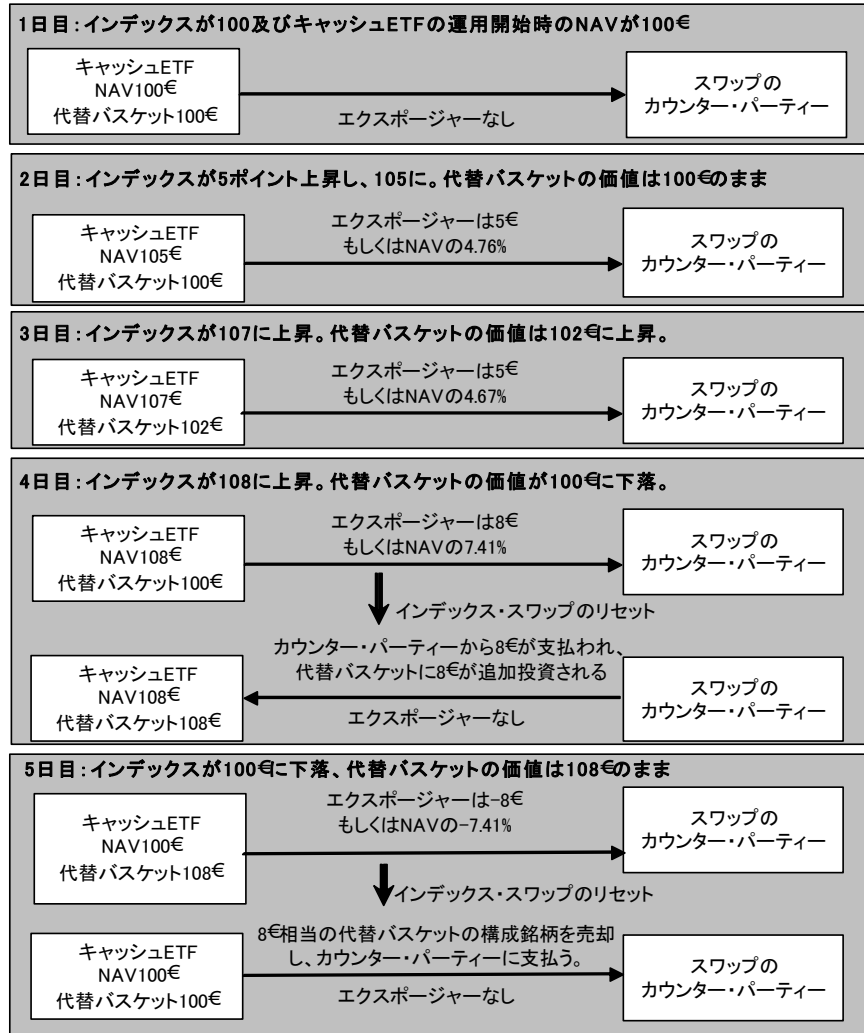 1日目：インデックスが100及びキャッシュETFの運用開始時のNAVが100€
キャッシュETF
NAV100€
代替バスケット100€
エクスポージャーなし
スワップの
カウンター・パーティー
2日目：インデックスが5ポイント上昇し、105に。代替バスケットの価値は100€のまま
キャッシュETF
NAV105€
代替バスケット100€
エクスポージャーは5€
もしくはNAVの4.76%
スワップの
カウンター・パーティー
3日目：インデックスが107に上昇。代替バスケットの価値は102€に上昇。
キャッシュETF
NAV107€
代替バスケット102€
エクスポージャーは5€
もしくはNAVの4.67%
スワップの
カウンター・パーティー
4日目：インデックスが108に上昇。代替バスケットの価値が100€に下落。
キャッシュETF
NAV108€
代替バスケット100€
エクスポージャーは8€
もしくはNAVの7.41%
スワップの
カウンター・パーティー
インデックス・スワップのリセット
キャッシュETF
NAV108€
代替バスケット108€
カウンター・パーティーから8€が支払われ、
代替バスケットに8€が追加投資される
エクスポージャーなし
スワップの
カウンター・パーティー
5日目：インデックスが100€に下落、代替バスケットの価値は108€のまま
キャッシュETF
NAV100€
代替バスケット108€
エクスポージャーは-8€
もしくはNAVの-7.41%
スワップの
カウンター・パーティー
インデックス・スワップのリセット
キャッシュETF
NAV100€
代替バスケット100€
8€相当の代替バスケットの構成銘柄を売却
し、カウンター・パーティーに支払う。
エクスポージャーなし
スワップの
カウンター・パーティー